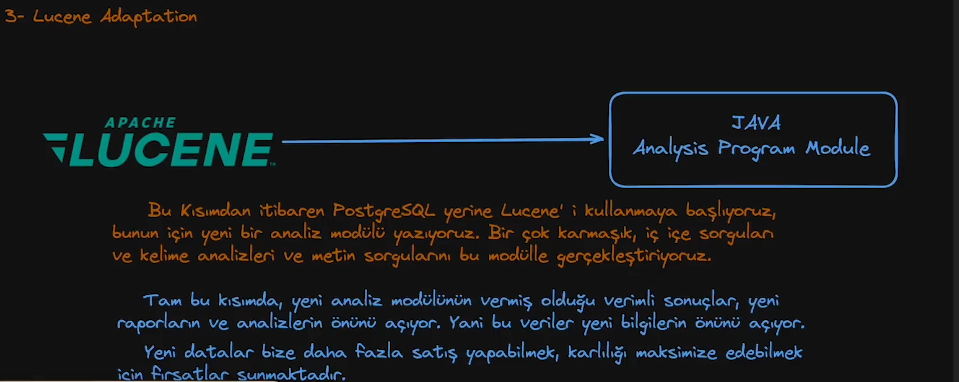 3- Lucene Adaptation
APACHE
LUCENE™
JAVA
Analysis Program Module
Bu Kısımdan itibaren PostgreSQL yerine Lucene' i kullanmaya başlıyoruz,
bunun için yeni bir analiz modülü yazıyoruz. Bir çok karmaşık, iç içe sorguları
ve kelime analizleri ve metin sorgularını bu modülle gerçekleştiriyoruz.
Tam bu kısımda, yeni analiz modülünün vermiş olduğu verimli sonuçlar, yeni
raporların ve analizlerin önünü açıyor. Yani bu veriler yeni bilgilerin önünü açıyor.
Yeni datalar bize daha fazla satış yapabilmek, karlılığı maksimize edebilmek
için fırsatlar sunmaktadır.